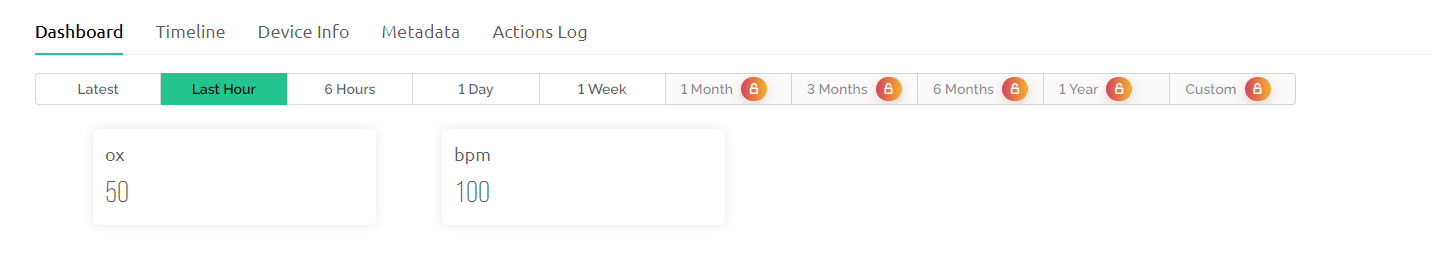 Dashboard Timeline Device Info Metadata Actions Log
Latest Last Hour 6 Hours 1 Day 1 Week 1 Month 3 Months 6 Months 1 Year Custom
ox bpm
50 100